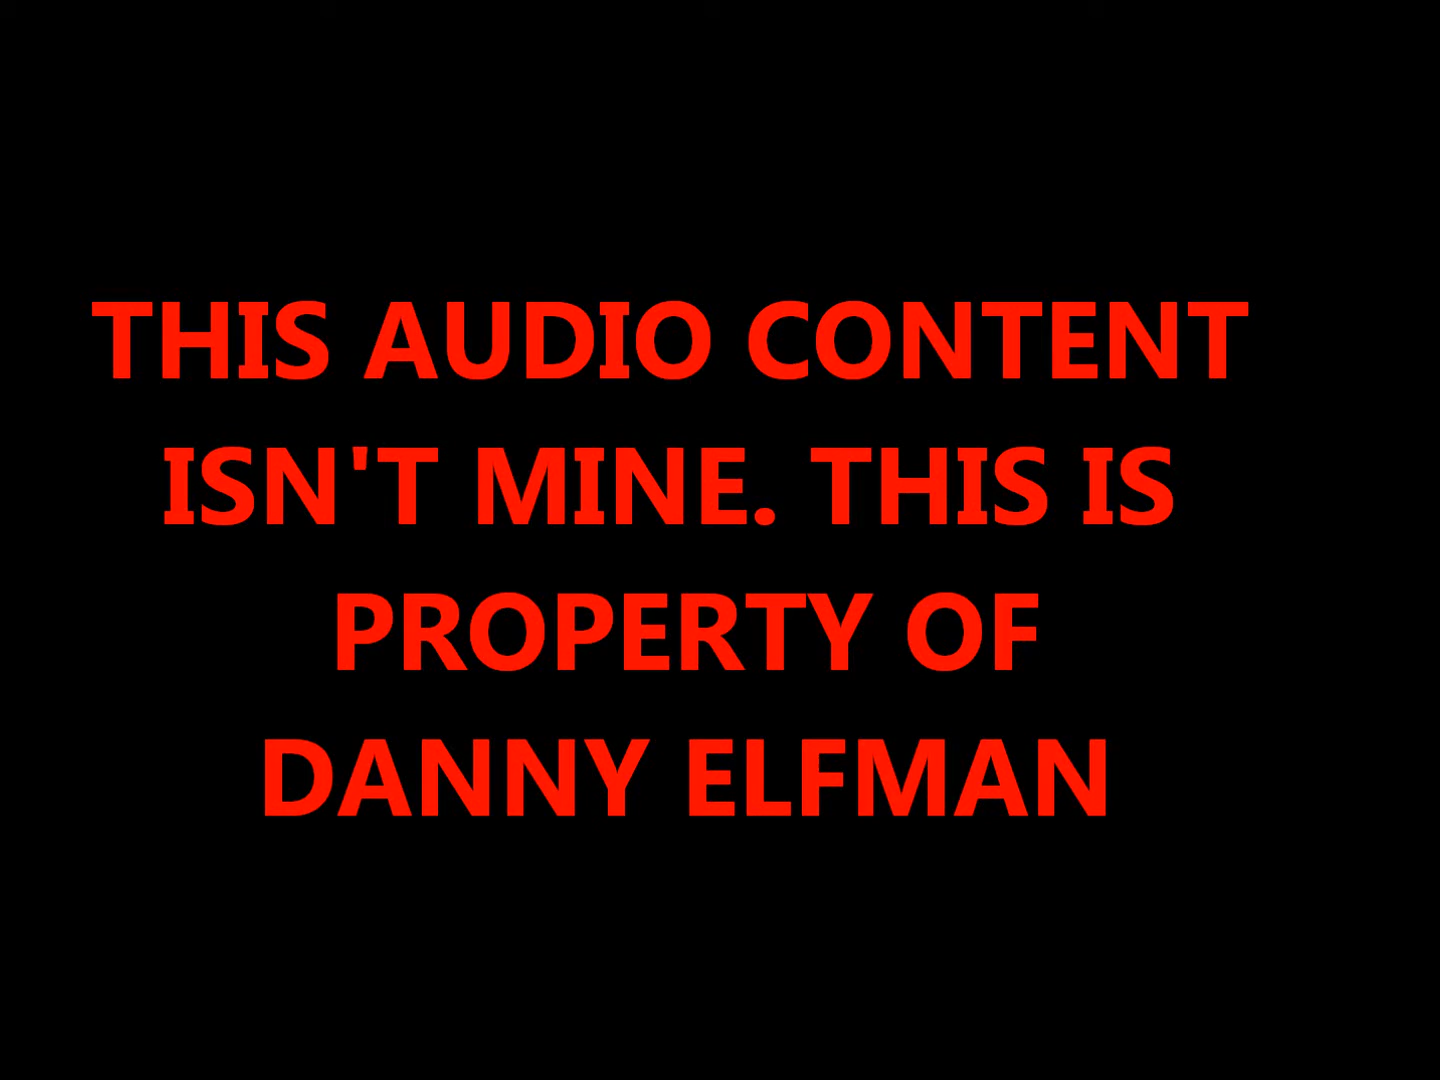 THIS AUDIO CONTENT
ISN'T MINE. THIS IS
PROPERTY OF
DANNY ELFMAN